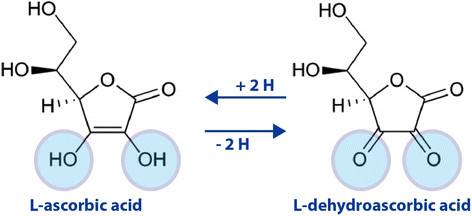 HO
HO
HO
HO
O
O
O
O
H
H
+ 2 H
- 2 H
HO
OH
O
O
L-ascorbic acid
L-dehydroascorbic acid